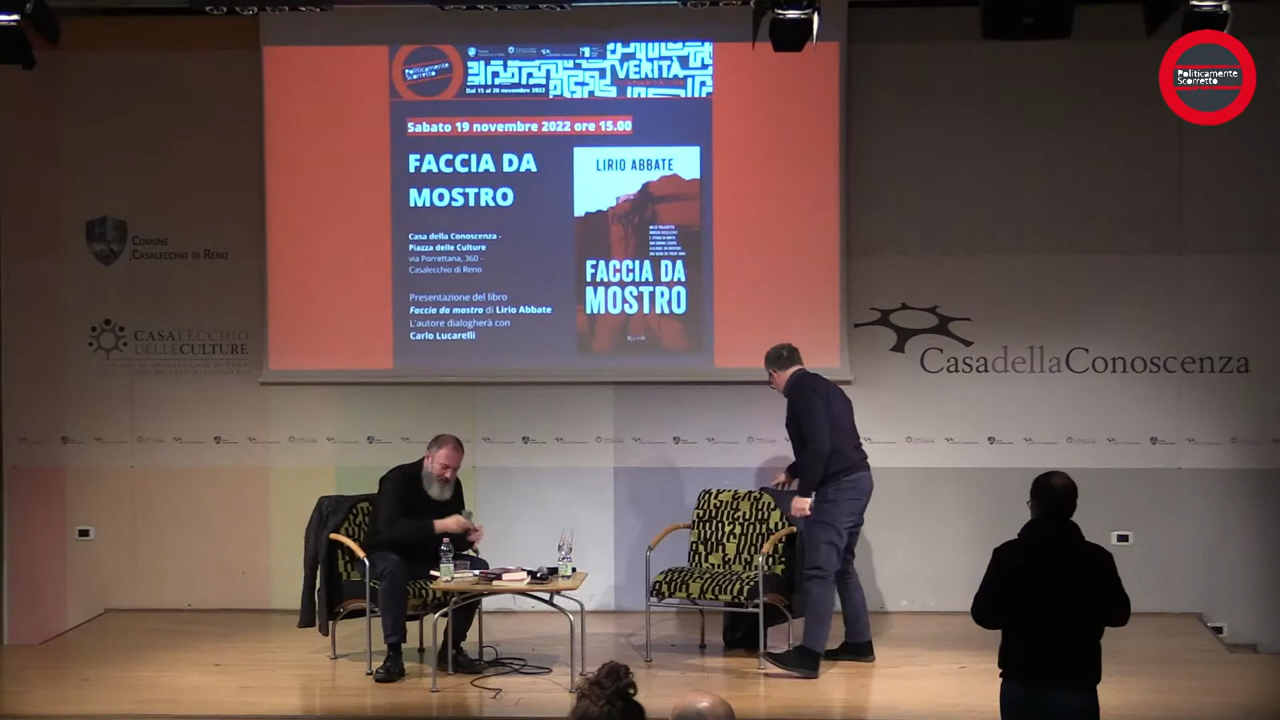 Politicamente
Scorretto
VERITÀ
Dal 15 al 20 novembre 2022
Sabato 19 novembre 2022 ore 15.00
FACCIA DA
MOSTRO
Casa della Conoscenza -
Piazza delle Culture
via Porrettana, 360 -
Casalecchio di Reno
Presentazione del libro
Faccia da mostro di Lirio Abbate
L'autore dialogherà con
Carlo Lucarelli
LIRIO ABBATE
FACCIA DA
MOSTRO
Rizzoli
Politicamente
Scorretto
COMUNE
CASALECCHIO DI RENO
CASALECCHIO
DELLECULTURE
CasadellaConoscenza